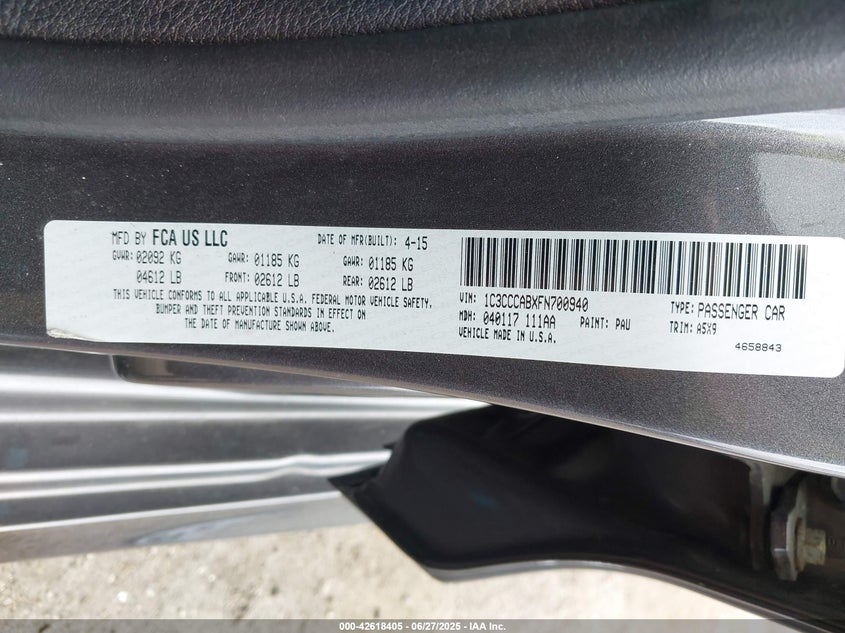 MFD BY FCA US LLC DATE OF MFR(BUILT): 4-15
GVWR: 02092 KG GAWR: 01185 KG GAWR: 01185 KG
04612 LB FRONT: 02612 LB REAR: 02612 LB
THIS VEHICLE CONFORMS TO ALL APPLICABLE U.S.A. FEDERAL MOTOR VEHICLE SAFETY,
BUMPER AND THEFT PREVENTION STANDARDS IN EFFECT ON
THE DATE OF MANUFACTURE SHOWN ABOVE.
VIN: 1C3CCCABXFN700940 TYPE: PASSENGER CAR
MDH: 040117 111AA PAINT: PAU TRIM: A5X9
VEHICLE MADE IN U.S.A. 4658843
000-42618405 - 06/27/2025 - IAA Inc.